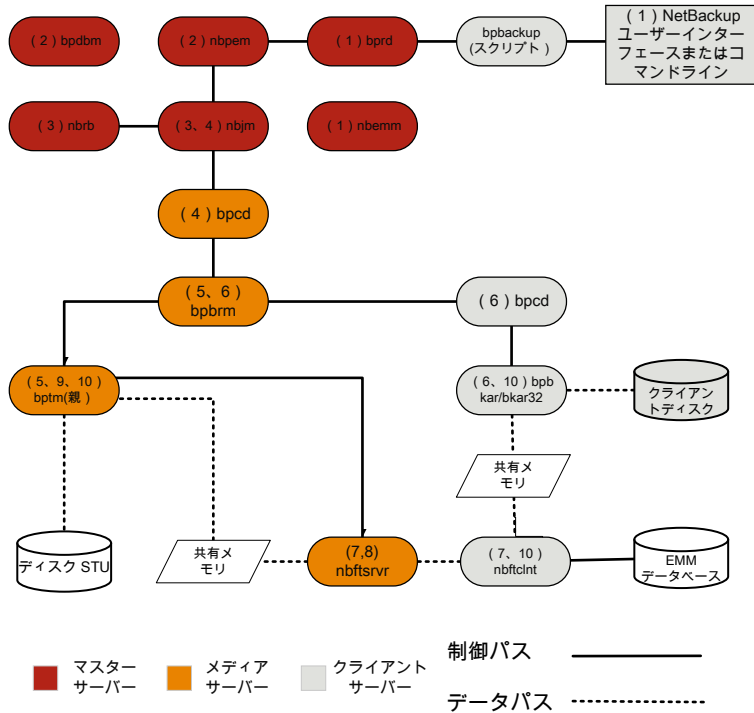 (2) bpdbm
(2) nbpem
(1) bprd
bpbackup
(スクリプト)
(1) NetBackup
ユーザーインター
フェースまたはコ
マンドライン
(3) nbrb
(3、4) nbjm
(1) nbemm
(4) bpcd
(5、6)
bpbrm
(6) bpcd
(5、9、10)
bptm(親)
(6、10) bpb
kar/bkar32
クライアン
トディスク
共有メ
モリ
ディスク STU
共有メ
モリ
(7,8)
nbftsrvr
(7、10)
nbftclnt
EMM
データベース
マスター
サーバー
メディア
サーバー
クライアント
サーバー
制御パス
データパス